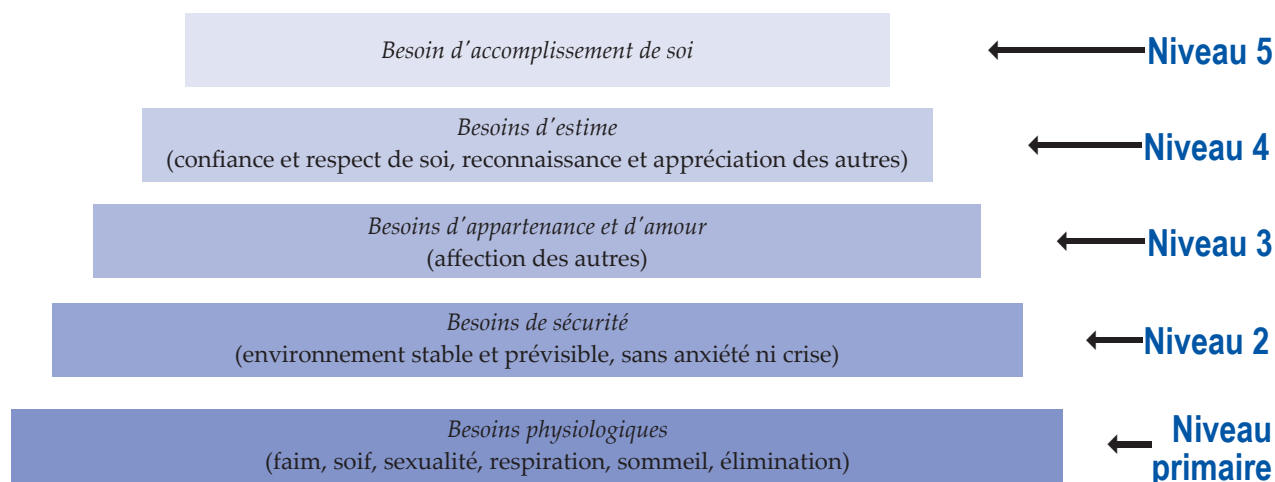 Besoin d'accomplissement de soi
Niveau 5
Besoins d'estime
(confiance et respect de soi, reconnaissance et appréciation des autres)
Niveau 4
Besoins d'appartenance et d'amour
(affection des autres)
Niveau 3
Besoins de sécurité
(environnement stable et prévisible, sans anxiété ni crise)
Niveau 2
Besoins physiologiques
(faim, soif, sexualité, respiration, sommeil, élimination)
Niveau
primaire